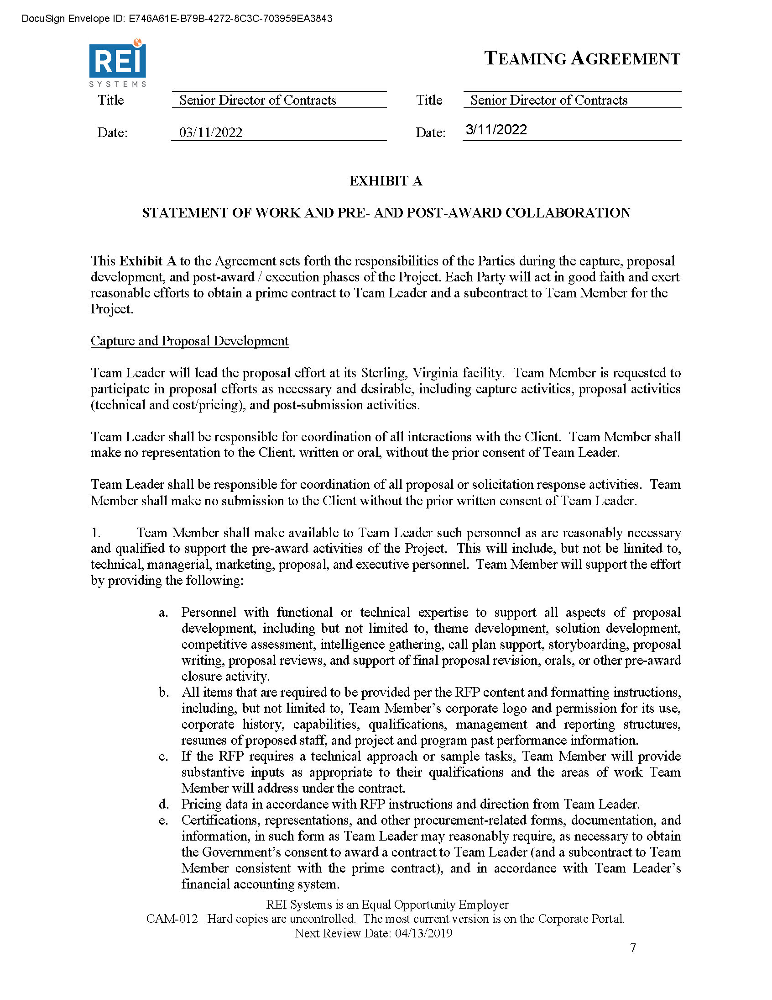 DocuSign Envelope ID: E746A61E-B79B-4272-8C3C-703959EA3843
REI
SYSTEMS
TEAMING AGREEMENT
Title Senior Director of Contracts Title Senior Director of Contracts
Date: 03/11/2022 Date: 3/11/2022
EXHIBIT A
STATEMENT OF WORK AND PRE- AND POST-AWARD COLLABORATION
This Exhibit A to the Agreement sets forth the responsibilities of the Parties during the capture, proposal
development, and post-award / execution phases of the Project. Each Party will act in good faith and exert
reasonable efforts to obtain a prime contract to Team Leader and a subcontract to Team Member for the
Project.
Capture and Proposal Development
Team Leader will lead the proposal effort at its Sterling, Virginia facility. Team Member is requested to
participate in proposal efforts as necessary and desirable, including capture activities, proposal activities
(technical and cost/pricing), and post-submission activities.
Team Leader shall be responsible for coordination of all interactions with the Client. Team Member shall
make no representation to the Client, written or oral, without the prior consent of Team Leader.
Team Leader shall be responsible for coordination of all proposal or solicitation response activities. Team
Member shall make no submission to the Client without the prior written consent of Team Leader.
1. Team Member shall make available to Team Leader such personnel as are reasonably necessary
and qualified to support the pre-award activities of the Project. This will include, but not be limited to,
technical, managerial, marketing, proposal, and executive personnel. Team Member will support the effort
by providing the following:
a. Personnel with functional or technical expertise to support all aspects of proposal
development, including but not limited to, theme development, solution development,
competitive assessment, intelligence gathering, call plan support, storyboarding, proposal
writing, proposal reviews, and support of final proposal revision, orals, or other pre-award
closure activity.
b. All items that are required to be provided per the RFP content and formatting instructions,
including, but not limited to, Team Member’s corporate logo and permission for its use,
corporate history, capabilities, qualifications, management and reporting structures,
resumes of proposed staff, and project and program past performance information.
c. If the RFP requires a technical approach or sample tasks, Team Member will provide
substantive inputs as appropriate to their qualifications and the areas of work Team
Member will address under the contract.
d. Pricing data in accordance with RFP instructions and direction from Team Leader.
e. Certifications, representations, and other procurement-related forms, documentation, and
information, in such form as Team Leader may reasonably require, as necessary to obtain
the Government’s consent to award a contract to Team Leader (and a subcontract to Team
Member consistent with the prime contract), and in accordance with Team Leader’s
financial accounting system.
REI Systems is an Equal Opportunity Employer
CAM-012 Hard copies are uncontrolled. The most current version is on the Corporate Portal.
Next Review Date: 04/13/2019
7